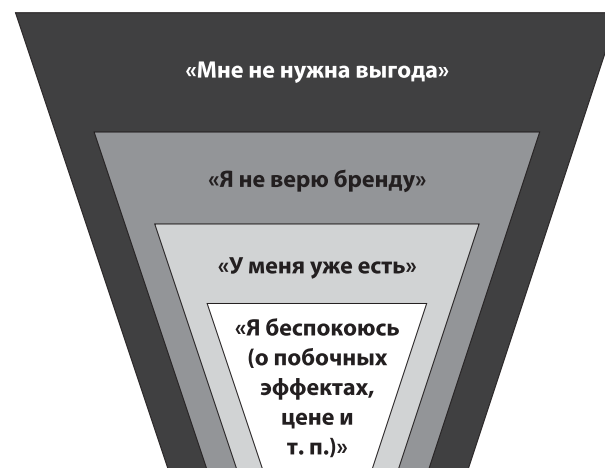 «Мне не нужна выгода»
«Я не верю бренду»
«У меня уже есть»
«Я беспокоюсь
(о побочных
эффектах,
цене и
т. п.)»